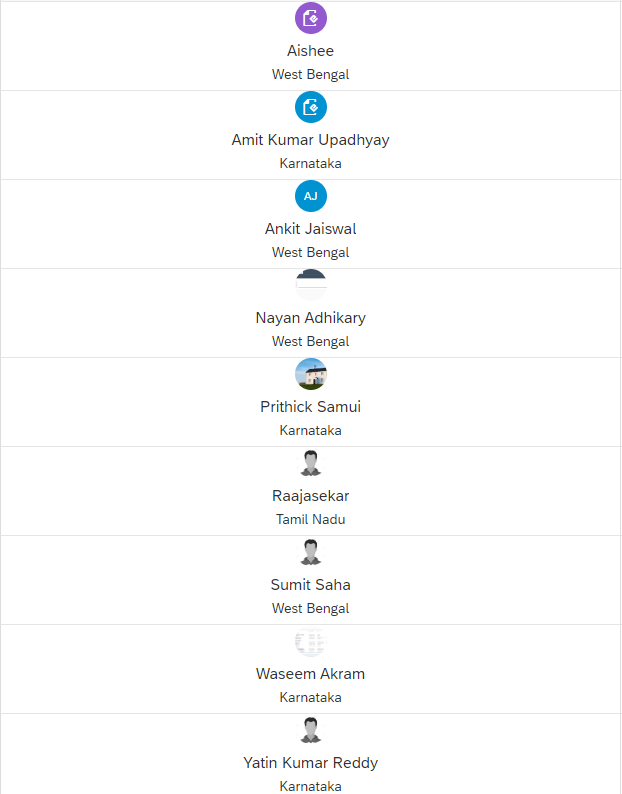 Aishee
West Bengal
Amit Kumar Upadhyay
Karnataka
AJ
Ankit Jaiswal
West Bengal
Nayan Adhikary
West Bengal
Prithick Samui
Karnataka
Raajasekar
Tamil Nadu
Sumit Saha
West Bengal
Waseem Akram
Karnataka
Yatin Kumar Reddy
Karnataka